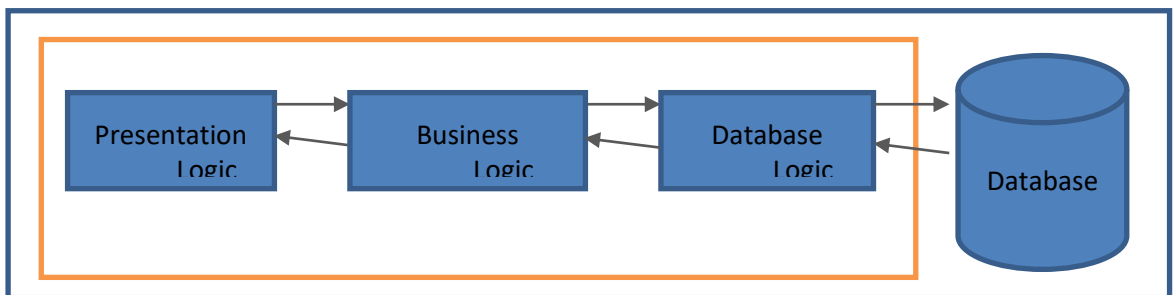 Presentation
Logic
Business
Logic
Database
Logic
Database